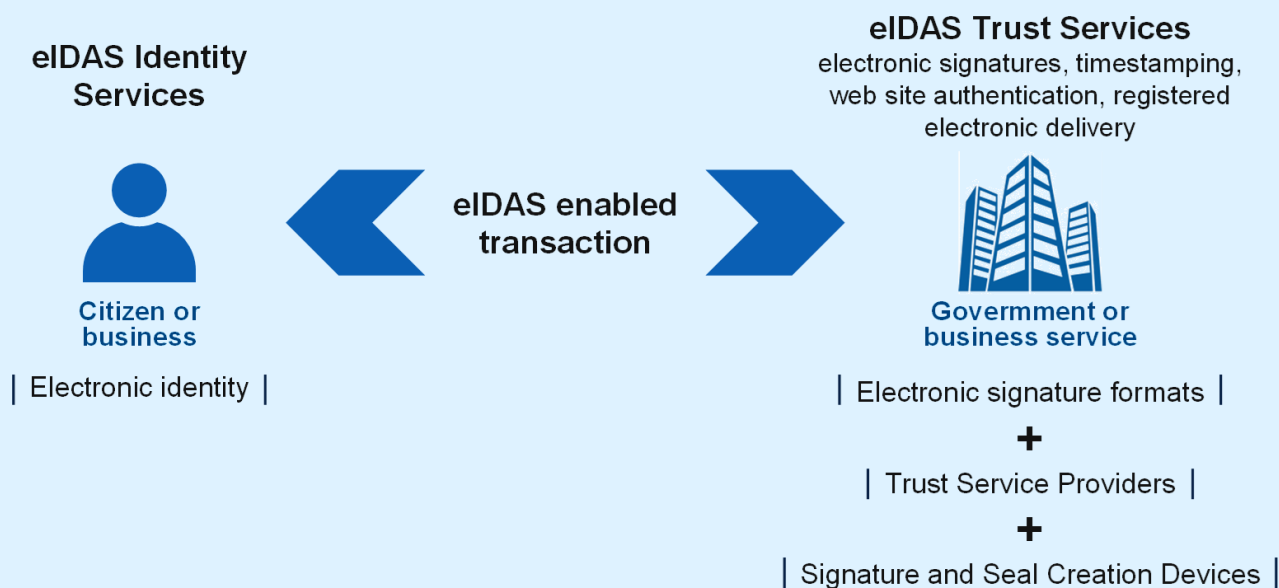 eIDAS Identity
Services
Citizen or
business
| Electronic identity |
eIDAS enabled
transaction
eIDAS Trust Services
electronic signatures, timestamping,
web site authentication, registered
electronic delivery
Govermment or
business service
| Electronic signature formats |
+
| Trust Service Providers |
+
| Signature and Seal Creation Devices |